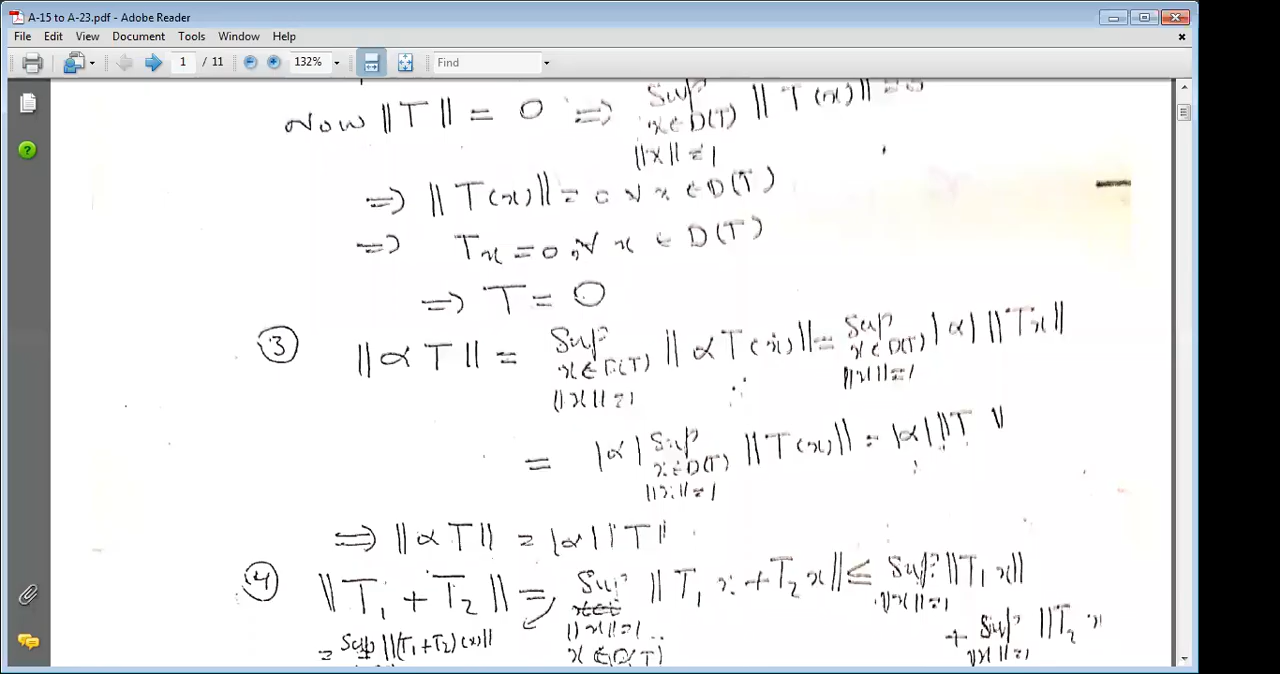 A-15 to A-23.pdf - Adobe Reader
File Edit View Document Tools Window Help
1 / 11 132% Find
Now ||T|| = 0 => Sup ||T(x)|| = 0
x ∈ D(T)
||x|| = 1
=> ||T(x)|| = 0 ∀ x ∈ D(T)
=> Tx = 0, ∀ x ∈ D(T)
=> T = 0
③ ||αT|| = Sup ||αT(x)|| = Sup |α| ||Tx||
x ∈ D(T) x ∈ D(T)
||x|| = 1 ||x|| = 1
= |α| Sup ||T(x)|| = |α| ||T||
x ∈ D(T)
||x|| = 1
=> ||αT|| = |α| ||T||
④ ||T₁ + T₂|| = Sup ||T₁x + T₂x|| ≤ Sup ||T₁x||
||x|| = 1 ||x|| = 1
x ∈ D(T)
+ Sup ||T₂x
||x|| = 1
= Sup ||(T₁+T₂)(x)||